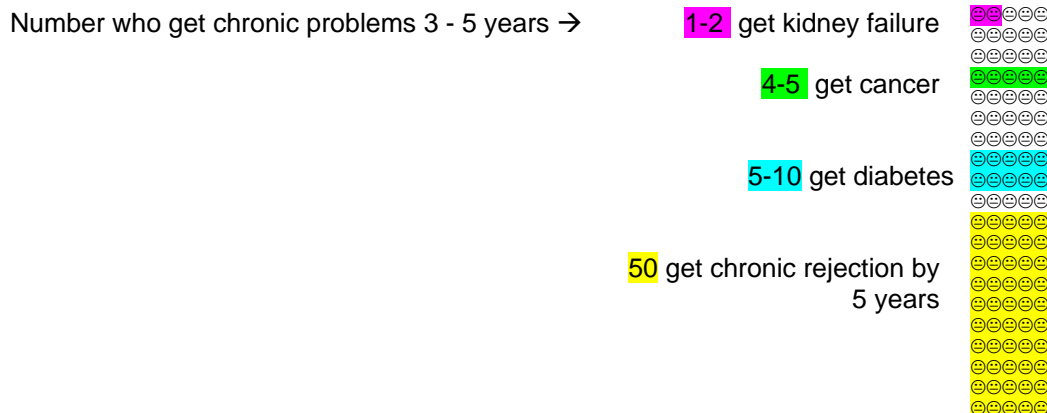 Number who get chronic problems 3 - 5 years → 1-2 get kidney failure
4-5 get cancer
5-10 get diabetes
50 get chronic rejection by
5 years